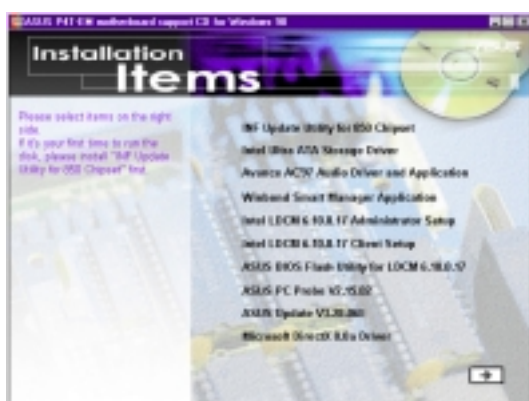 ASUS P4T-EM motherboard support CD for Windows 98
Installation
Items
Please select items on the right
side.
If it's your first time to run the
disk, please install "INF Update
Utility for 850 Chipset" first.
INF Update Utility for 850 Chipset
Intel Ultra ATA Storage Driver
Avance AC97 Audio Driver and Application
Winbond Smart Manager Application
Intel LDCM 6.10.0.17 Administrator Setup
Intel LDCM 6.10.0.17 Client Setup
ASUS BIOS Flash Utility for LDCM 6.10.0.17
ASUS PC Probe V2.15.02
ASUS Update
Microsoft DirectX 8.0a Driver